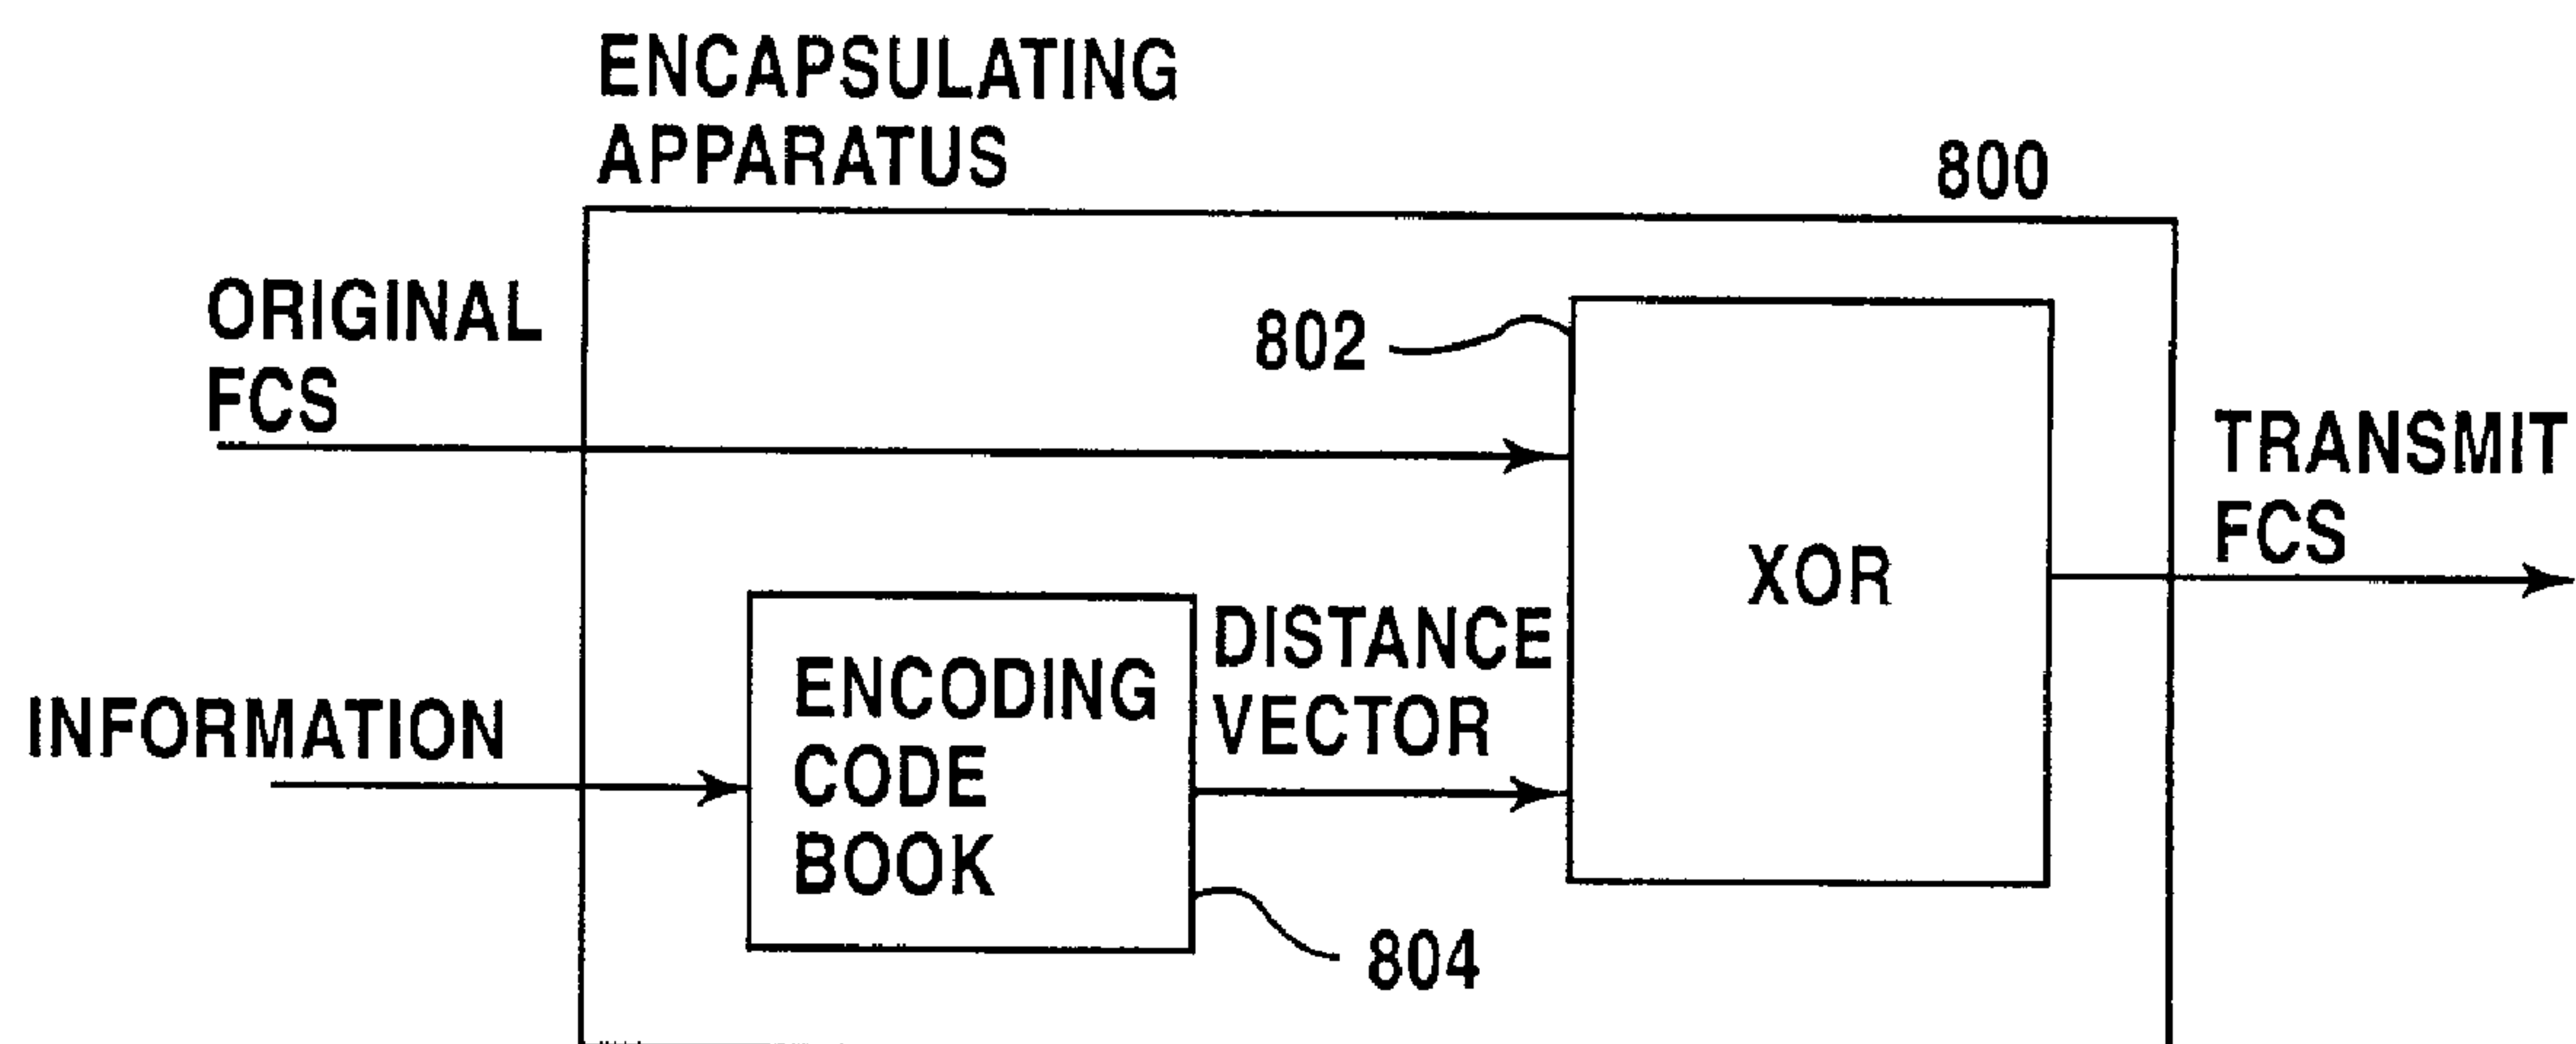 ENCAPSULATING
APPARATUS
800
ORIGINAL
FCS
802
TRANSMIT
FCS
XOR
DISTANCE
VECTOR
ENCODING
CODE
BOOK
INFORMATION
804